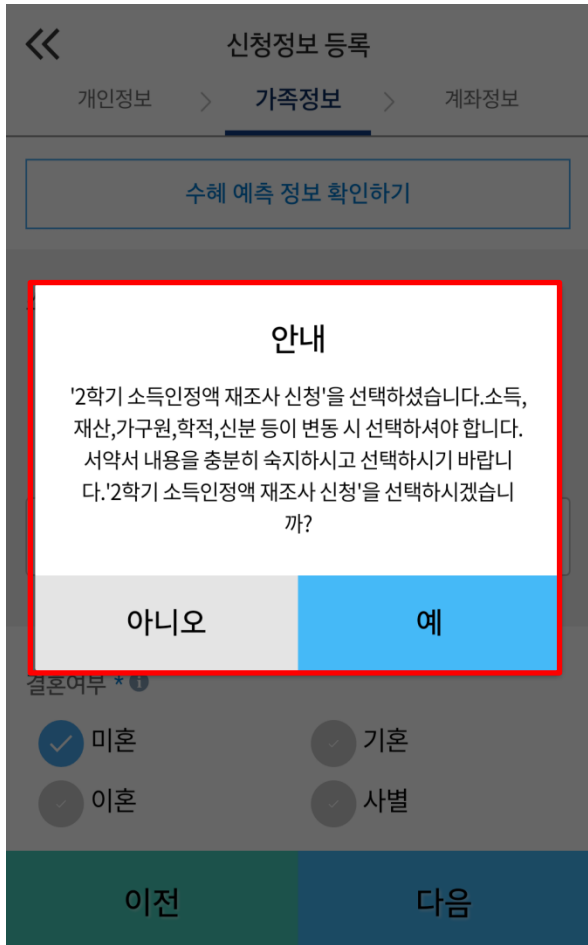 신청정보 등록
개인정보 > 가족정보 > 계좌정보
수혜 예측 정보 확인하기
안내
'2학기 소득인정액 재조사 신청'을 선택하셨습니다.소득,
재산,가구원,학적,신분 등이 변동 시 선택하셔야 합니다.
서약서 내용을 충분히 숙지하시고 선택하시기 바랍니
다.'2학기 소득인정액 재조사 신청'을 선택하시겠습니
까?
아니오 예
결혼여부 *
미혼 기혼
이혼 사별
이전 다음